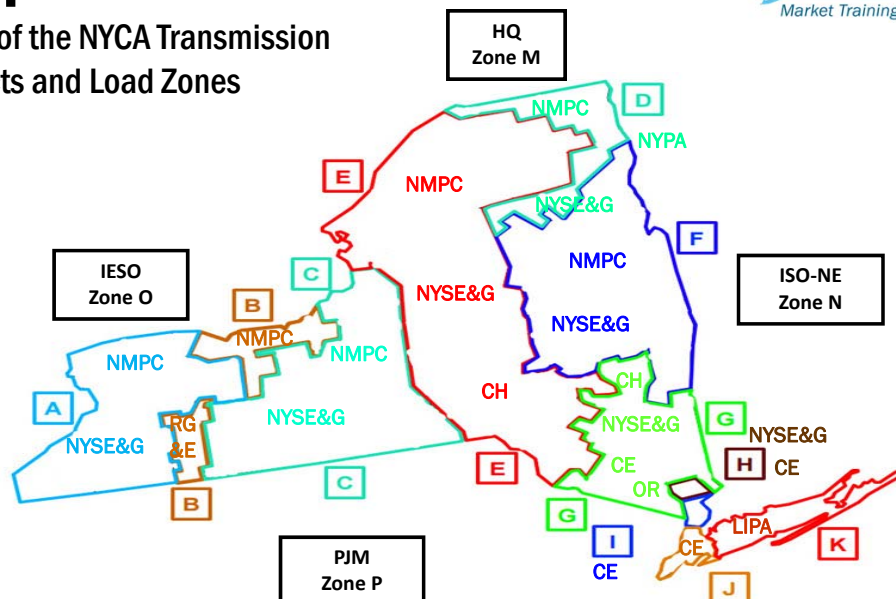 of the NYCA Transmission
ts and Load Zones
Market Training
HQ
Zone M
NMPC
D
NYPA
E
NMPC
NYSE&G
F
IESO
Zone O
C
NMPC
ISO-NE
Zone N
B
NYSE&G
NMPC
NYSE&G
NMPC
NMPC
CH
CH
A
RG
&E
NYSE&G
NYSE&G
NYSE&G
G
NYSE&G
H
CE
E
CE
C
OR
B
G
LIPA
I
CE
K
PJM
Zone P
CE
J